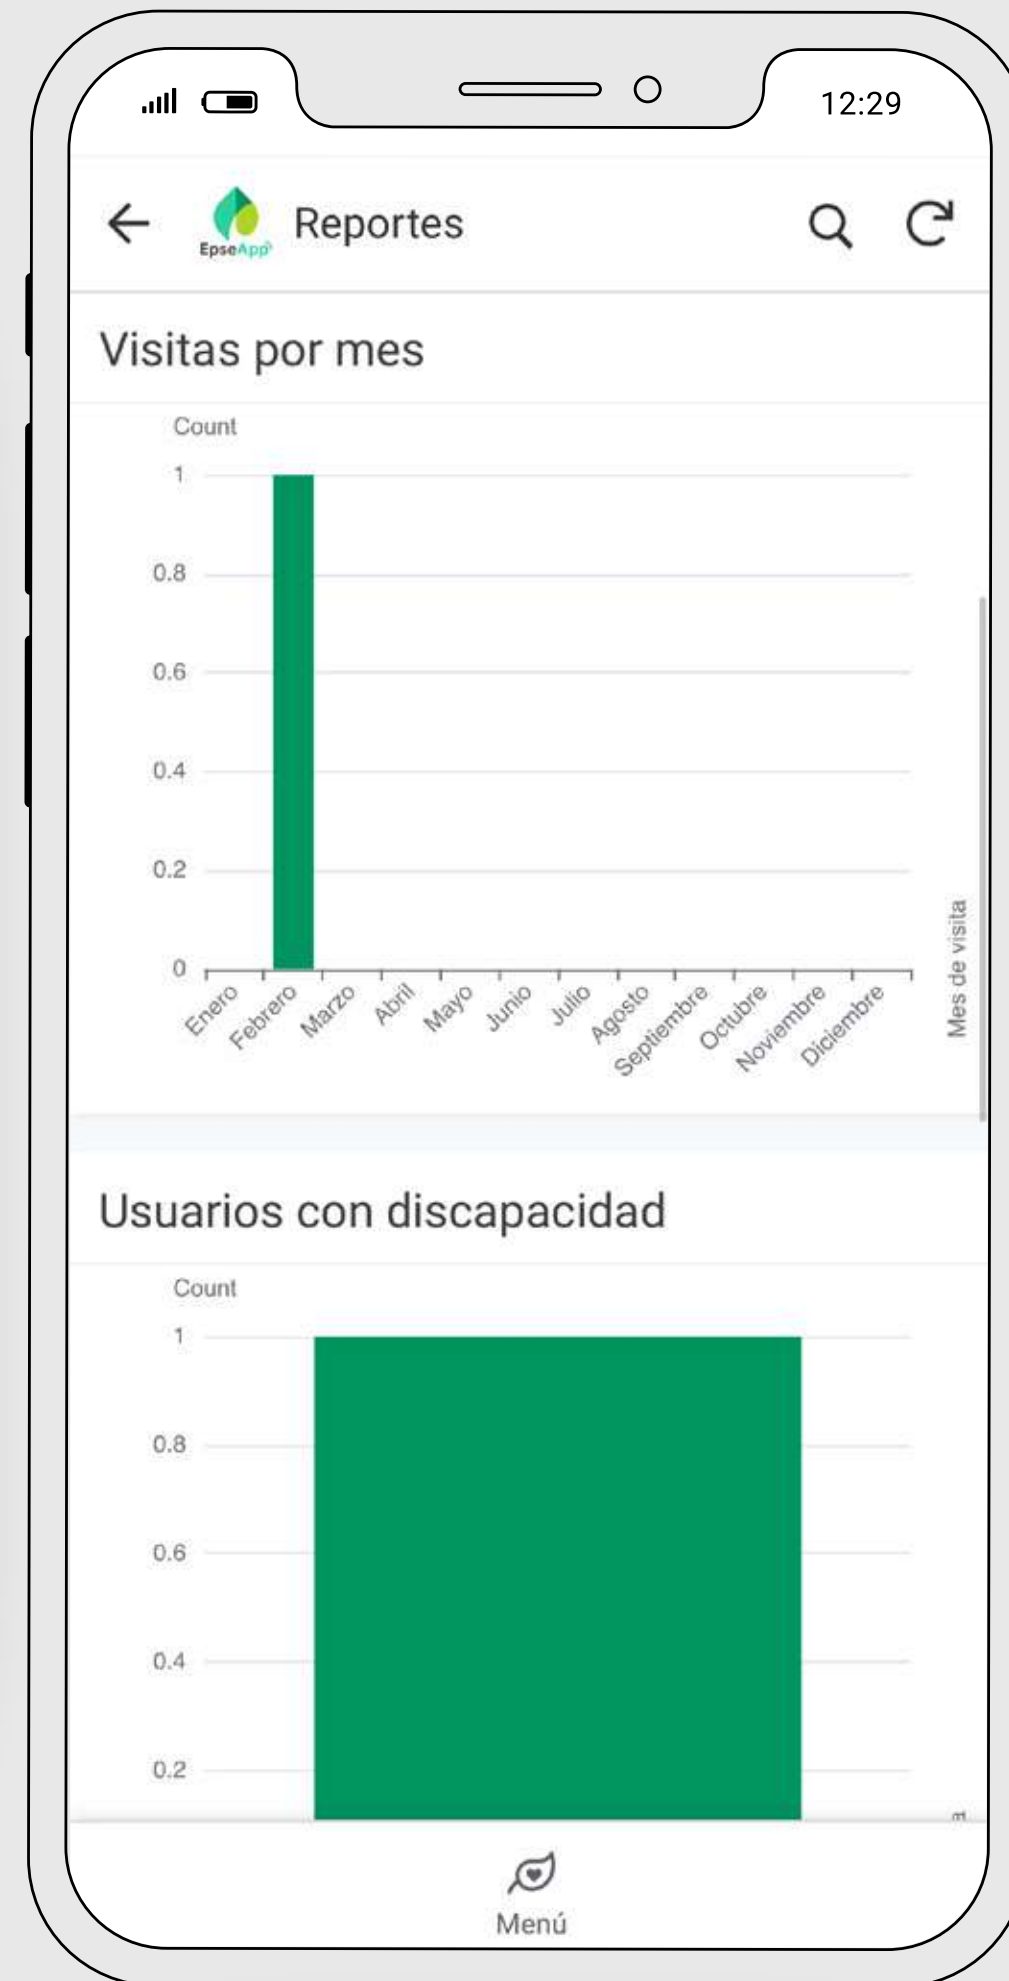 12:29
EpseApp
Reportes
Visitas por mes
Count
1
0.8
0.6
0.4
0.2
0
Enero
Febrero
Marzo
Abril
Mayo
Junio
Julio
Agosto
Septiembre
Octubre
Noviembre
Diciembre
Mes de visita
Usuarios con discapacidad
Count
1
0.8
0.6
0.4
0.2
Menú